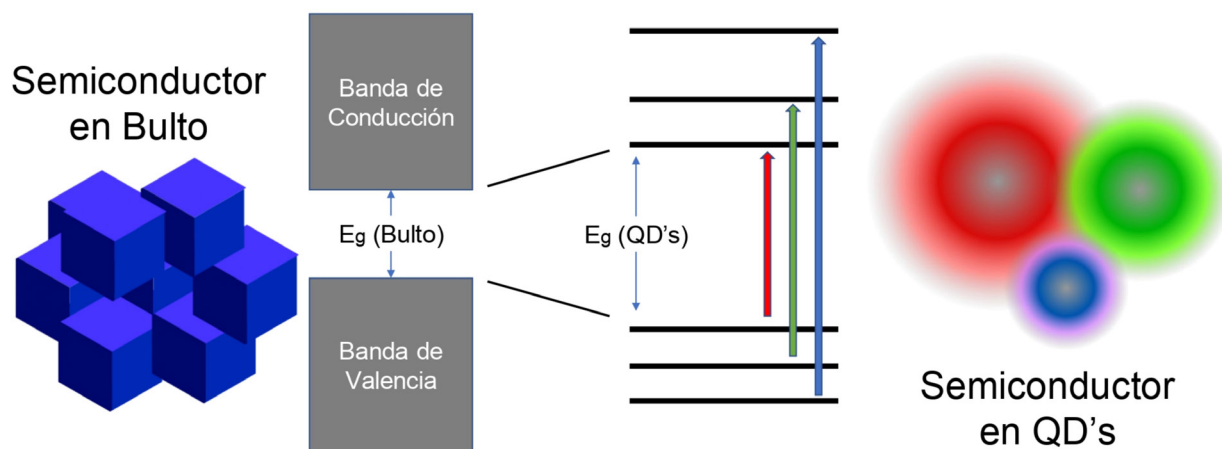 Semiconductor
en Bulto
Banda de
Conducción
Eg (Bulto)
Banda de
Valencia
Eg (QD's)
Semiconductor
en QD's